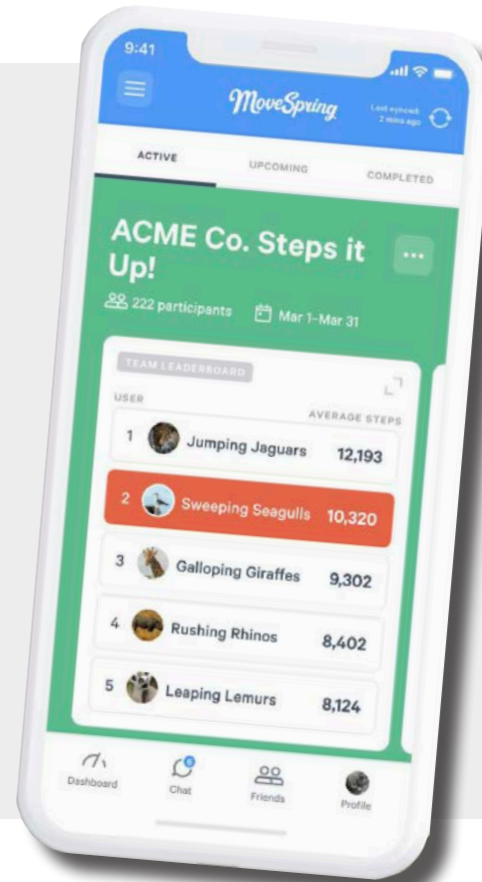 9:41
MoveSpring
Last synced:
2 mins ago
ACTIVE UPCOMING COMPLETED
ACME Co. Steps it
Up!
222 participants Mar 1-Mar 31
TEAM LEADERBOARD
USER AVERAGE STEPS
1 Jumping Jaguars 12,193
2 Sweeping Seagulls 10,320
3 Galloping Giraffes 9,302
4 Rushing Rhinos 8,402
5 Leaping Lemurs 8,124
6
Dashboard Chat Friends Profile